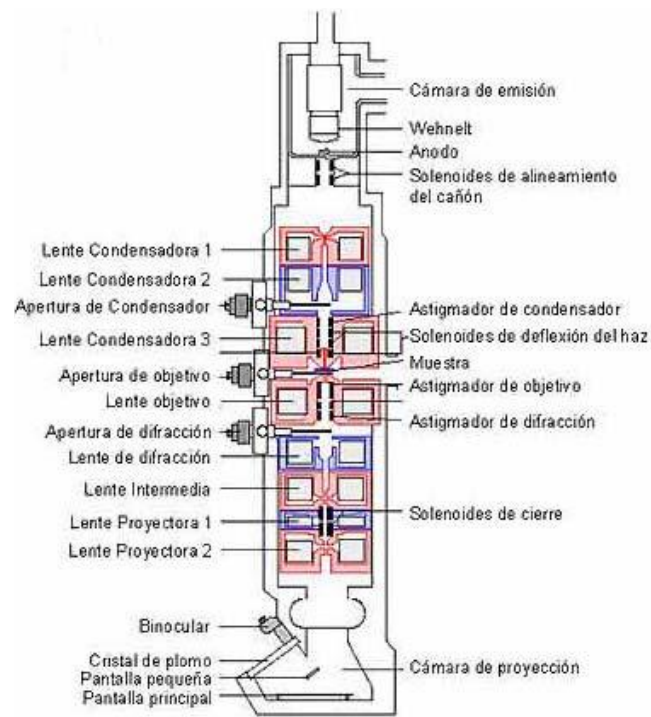 Cámara de emisión
Wehnelt
Anodo
Solenoides de alineamiento
del cañón
Lente Condensadora 1
Lente Condensadora 2
Apertura de Condensador
Lente Condensadora 3
Apertura de objetivo
Lente objetivo
Apertura de difracción
Lente de difracción
Lente Intermedia
Lente Proyectora 1
Lente Proyectora 2
Astigmador de condensador
Solenoides de deflexión del haz
Muestra
Astigmador de objetivo
Astigmador de difracción
Solenoides de cierre
Binocular
Cristal de plomo
Pantalla pequeña
Pantalla principal
Cámara de proyección